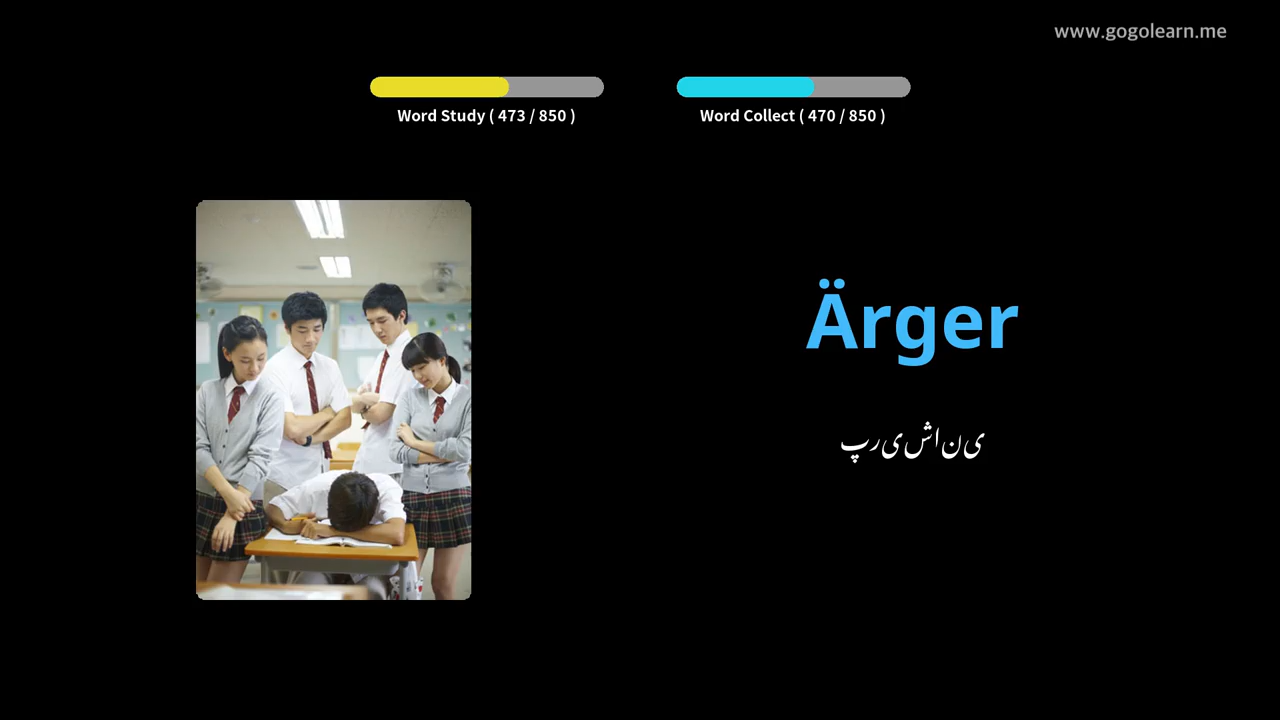 www.gogolearn.me
Word Study ( 473 / 850 )
Word Collect ( 470 / 850 )
Ärger
پریشانی